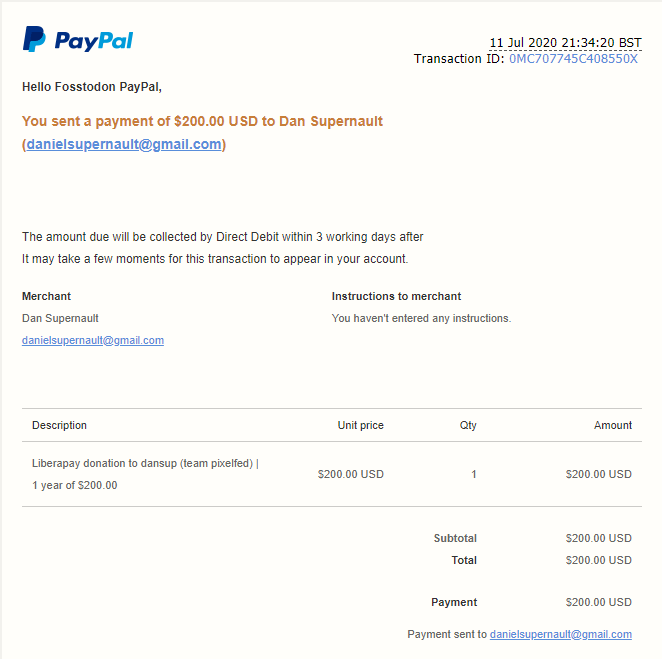 PayPal
11 Jul 2020 21:34:20 BST
Transaction ID: 0MC707745C408550X
Hello Fosstodon PayPal,
You sent a payment of $200.00 USD to Dan Supernault
(danielsupernault@gmail.com)
The amount due will be collected by Direct Debit within 3 working days after
It may take a few moments for this transaction to appear in your account.
Merchant
Instructions to merchant
Dan Supernault
You haven't entered any instructions.
danielsupernault@gmail.com
Description Unit price Qty Amount
Liberapay donation to dansup (team pixelfed) |
1 year of $200.00
$200.00 USD 1 $200.00 USD
Subtotal $200.00 USD
Total $200.00 USD
Payment $200.00 USD
Payment sent to danielsupernault@gmail.com